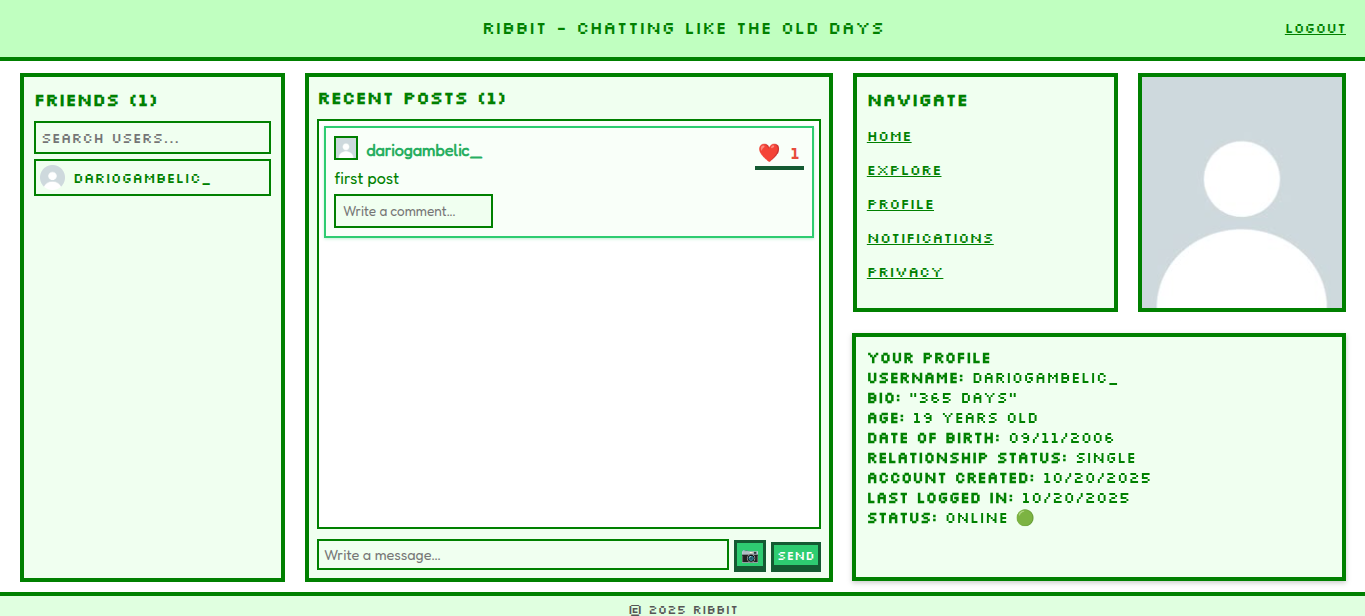 RIBBIT - CHATTING LIKE THE OLD DAYS
LOGOUT
FRIENDS (1)
SEARCH USERS...
DARIOGAMBELIC_
RECENT POSTS (1)
dariogambelic_
1
first post
Write a comment...
Write a message...
SEND
NAVIGATE
HOME
EXPLORE
PROFILE
NOTIFICATIONS
PRIVACY
YOUR PROFILE
USERNAME: DARIOGAMBELIC_
BIO: "365 DAYS"
AGE: 19 YEARS OLD
DATE OF BIRTH: 09/11/2006
RELATIONSHIP STATUS: SINGLE
ACCOUNT CREATED: 10/20/2025
LAST LOGGED IN: 10/20/2025
STATUS: ONLINE
© 2025 RIBBIT